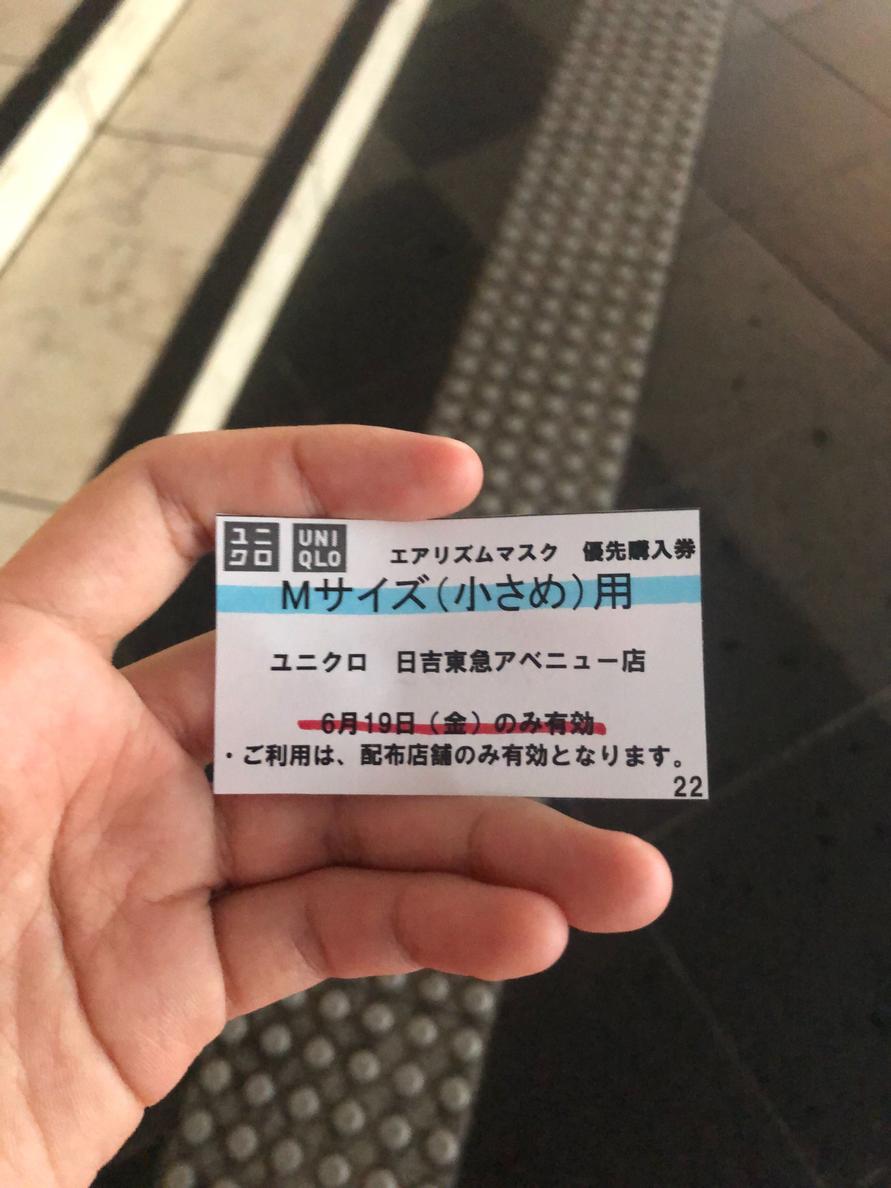 ユニクロ UNIQLO エアリズムマスク 優先購入券
Mサイズ(小さめ)用
ユニクロ 日吉東急アベニュー店
6月19日(金)のみ有効
・ご利用は、配布店舗のみ有効となります。
22